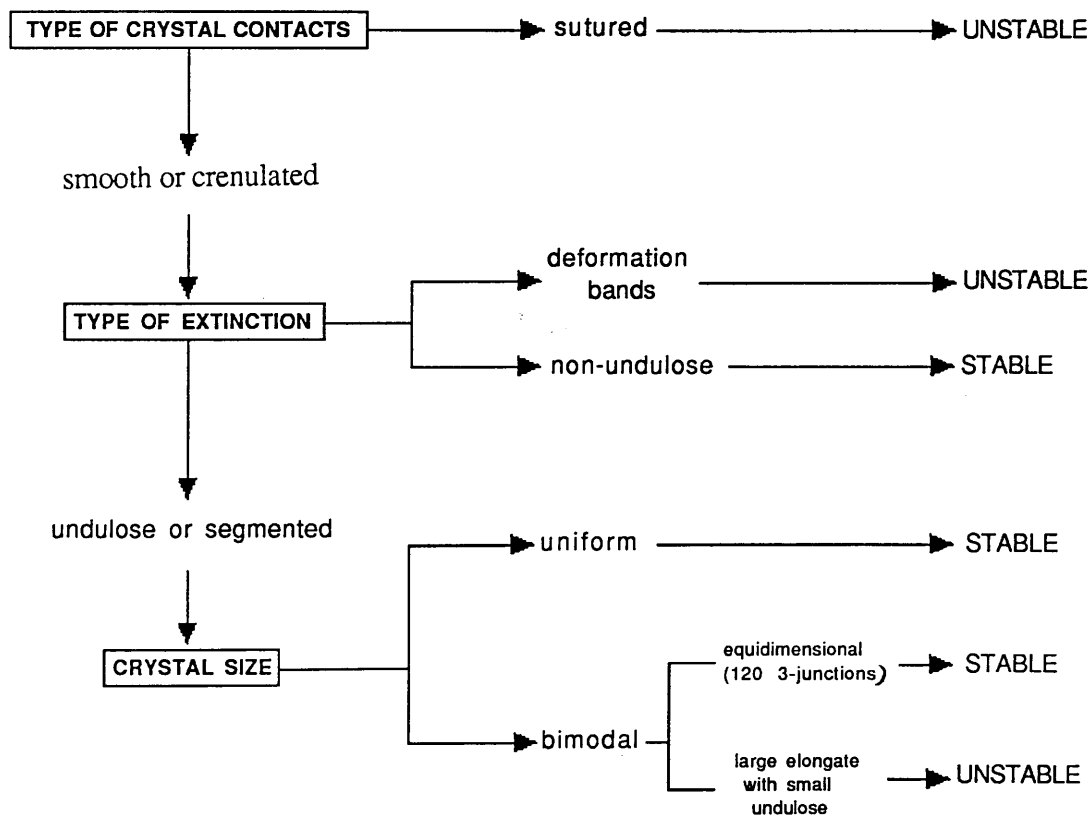 TYPE OF CRYSTAL CONTACTS
sutured
UNSTABLE
smooth or crenulated
TYPE OF EXTINCTION
deformation
bands
UNSTABLE
non-undulose
STABLE
undulose or segmented
CRYSTAL SIZE
uniform
STABLE
bimodal
equidimensional
(120 3-junctions)
STABLE
large elongate
with small
undulose
UNSTABLE